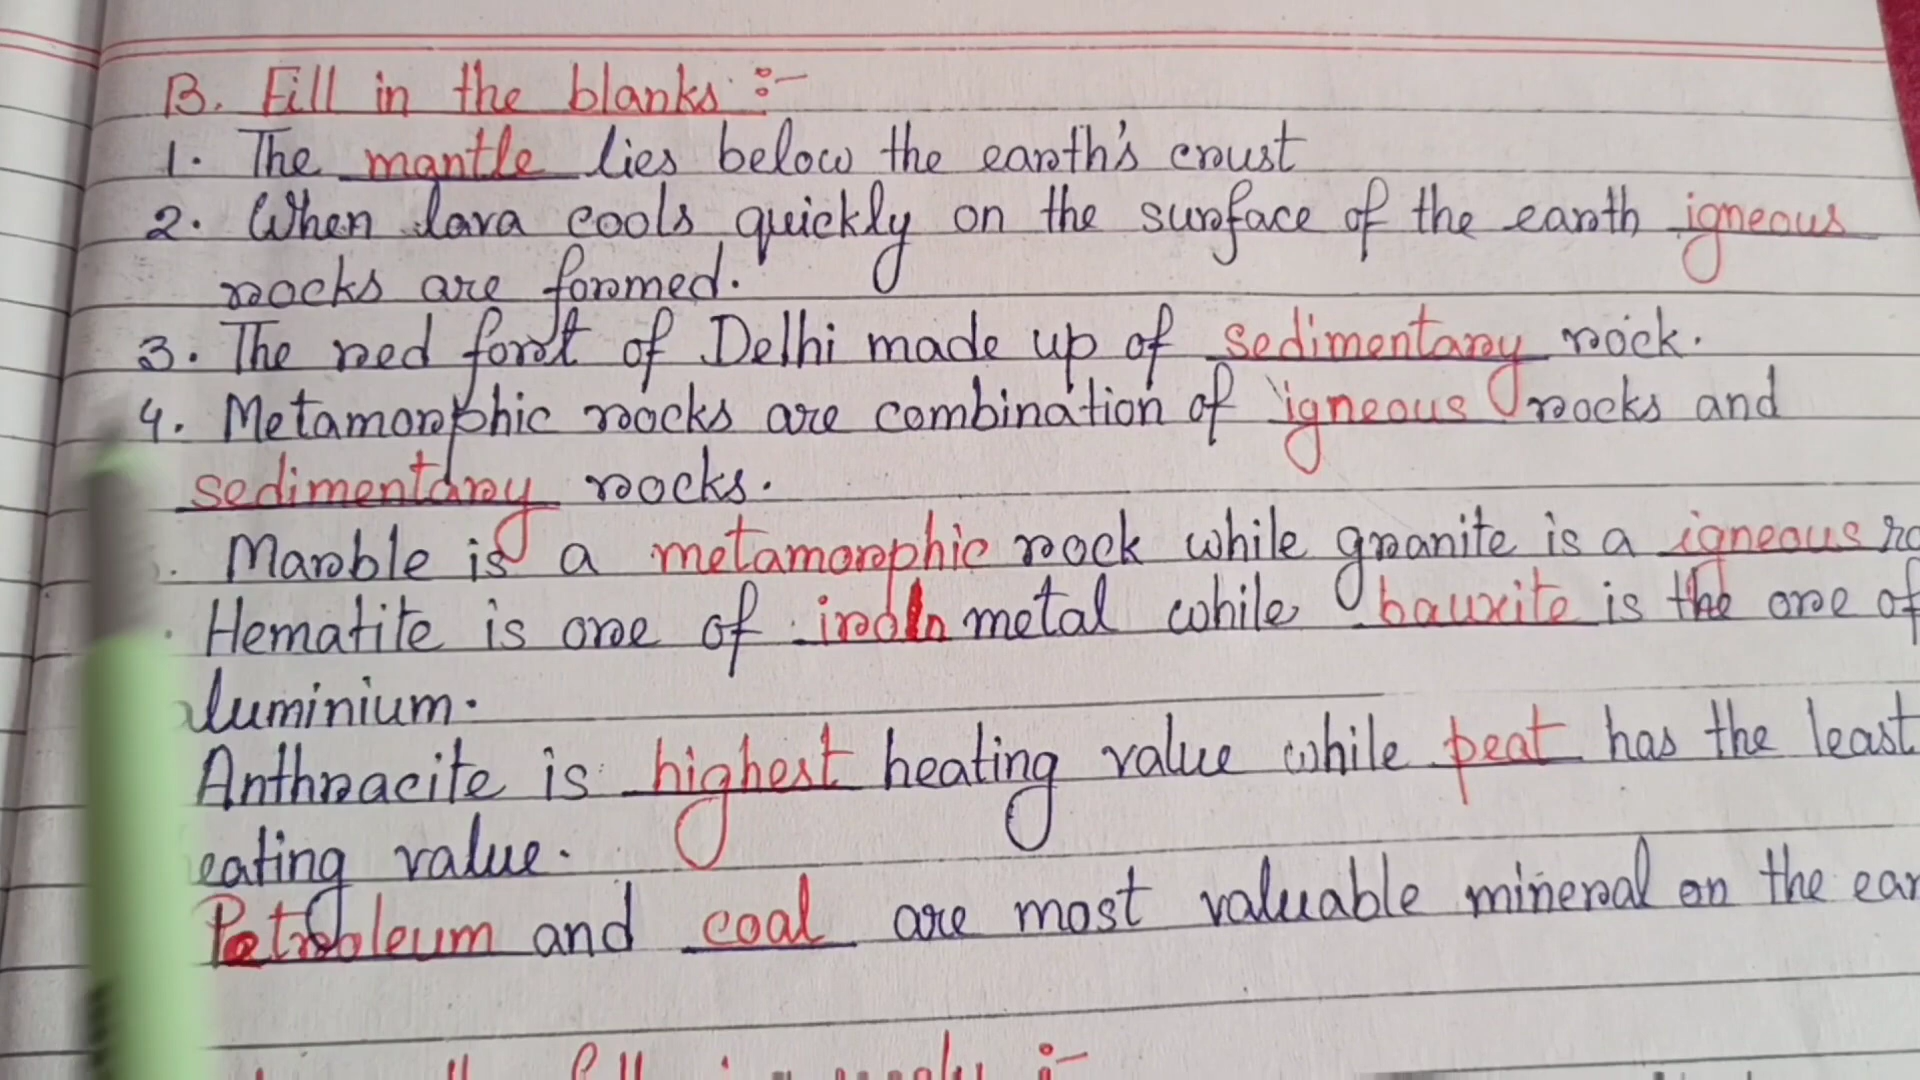 B. Fill in the blanks :-
1. The mantle lies below the earth's crust
2. When lava cools quickly on the surface of the earth igneous
rocks are formed.
3. The red fort of Delhi made up of sedimentary rock.
4. Metamorphic rocks are combination of igneous rocks and
sedimentary rocks.
. Marble is a metamorphic rock while granite is a igneous ro
. Hematite is ore of iron metal while bauxite is the ore of
aluminium.
Anthracite is highest heating value while peat has the least
eating value.
Petroleum and coal are most valuable mineral on the ear